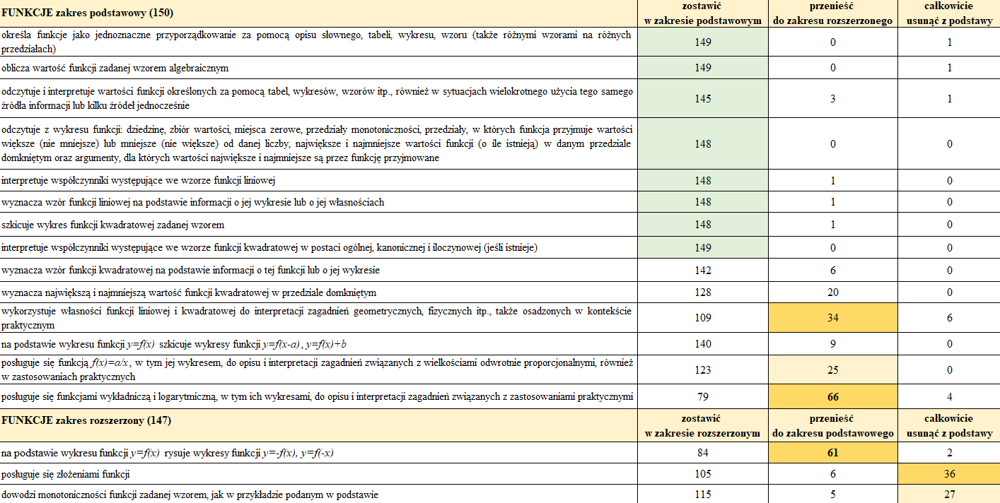 FUNKCJE zakres podstawowy (150)
zostawić
w zakresie podstawowym
przenieść
do zakresu rozszerzonego
całkowicie
usunąć z podstawy
określa funkcje jako jednoznaczne przyporządkowanie za pomocą opisu słownego, tabeli, wykresu, wzoru (także różnymi wzorami na różnych
przedziałach)
149 0 1
oblicza wartość funkcji zadanej wzorem algebraicznym
149 0 1
odczytuje i interpretuje wartości funkcji określonych za pomocą tabel, wykresów, wzorów itp., również w sytuacjach wielokrotnego użycia tego samego
źródła informacji lub kilku źródeł jednocześnie
145 3 1
odczytuje z wykresu funkcji: dziedzinę, zbiór wartości, miejsca zerowe, przedziały monotoniczności, przedziały, w których funkcja przyjmuje wartości
większe (nie mniejsze) lub mniejsze (nie większe) od danej liczby, największe i najmniejsze wartości funkcji (o ile istnieją) w danym przedziale
domkniętym oraz argumenty, dla których wartości największe i najmniejsze są przez funkcję przyjmowane
148 0 0
interpretuje współczynniki występujące we wzorze funkcji liniowej
148 1 0
wyznacza wzór funkcji liniowej na podstawie informacji o jej wykresie lub o jej własnościach
148 1 0
szkicuje wykres funkcji kwadratowej zadanej wzorem
148 1 0
interpretuje współczynniki występujące we wzorze funkcji kwadratowej w postaci ogólnej, kanonicznej i iloczynowej (jeśli istnieje)
149 0 0
wyznacza wzór funkcji kwadratowej na podstawie informacji o tej funkcji lub o jej wykresie
142 6 0
wyznacza największą i najmniejszą wartość funkcji kwadratowej w przedziale domkniętym
128 20 0
wykorzystuje własności funkcji liniowej i kwadratowej do interpretacji zagadnień geometrycznych, fizycznych itp., także osadzonych w kontekście
praktycznym
109 34 6
na podstawie wykresu funkcji y=f(x) szkicuje wykresy funkcji y=f(x-a), y=f(x)+b
140 9 0
posługuje się funkcją f(x)=a/x, w tym jej wykresem, do opisu i interpretacji zagadnień związanych z wielkościami odwrotnie proporcjonalnymi, również
w zastosowaniach praktycznych
123 25 0
posługuje się funkcjami wykładniczą i logarytmiczną, w tym ich wykresami, do opisu i interpretacji zagadnień związanych z zastosowaniami praktycznymi
79 66 4
FUNKCJE zakres rozszerzony (147)
zostawić
w zakresie rozszerzonym
przenieść
do zakresu podstawowego
całkowicie
usunąć z podstawy
na podstawie wykresu funkcji y=f(x) rysuje wykresy funkcji y=-f(x), y=f(-x)
84 61 2
posługuje się złożeniami funkcji
105 6 36
dowodzi monotoniczności funkcji zadanej wzorem, jak w przykładzie podanym w podstawie
115 5 27